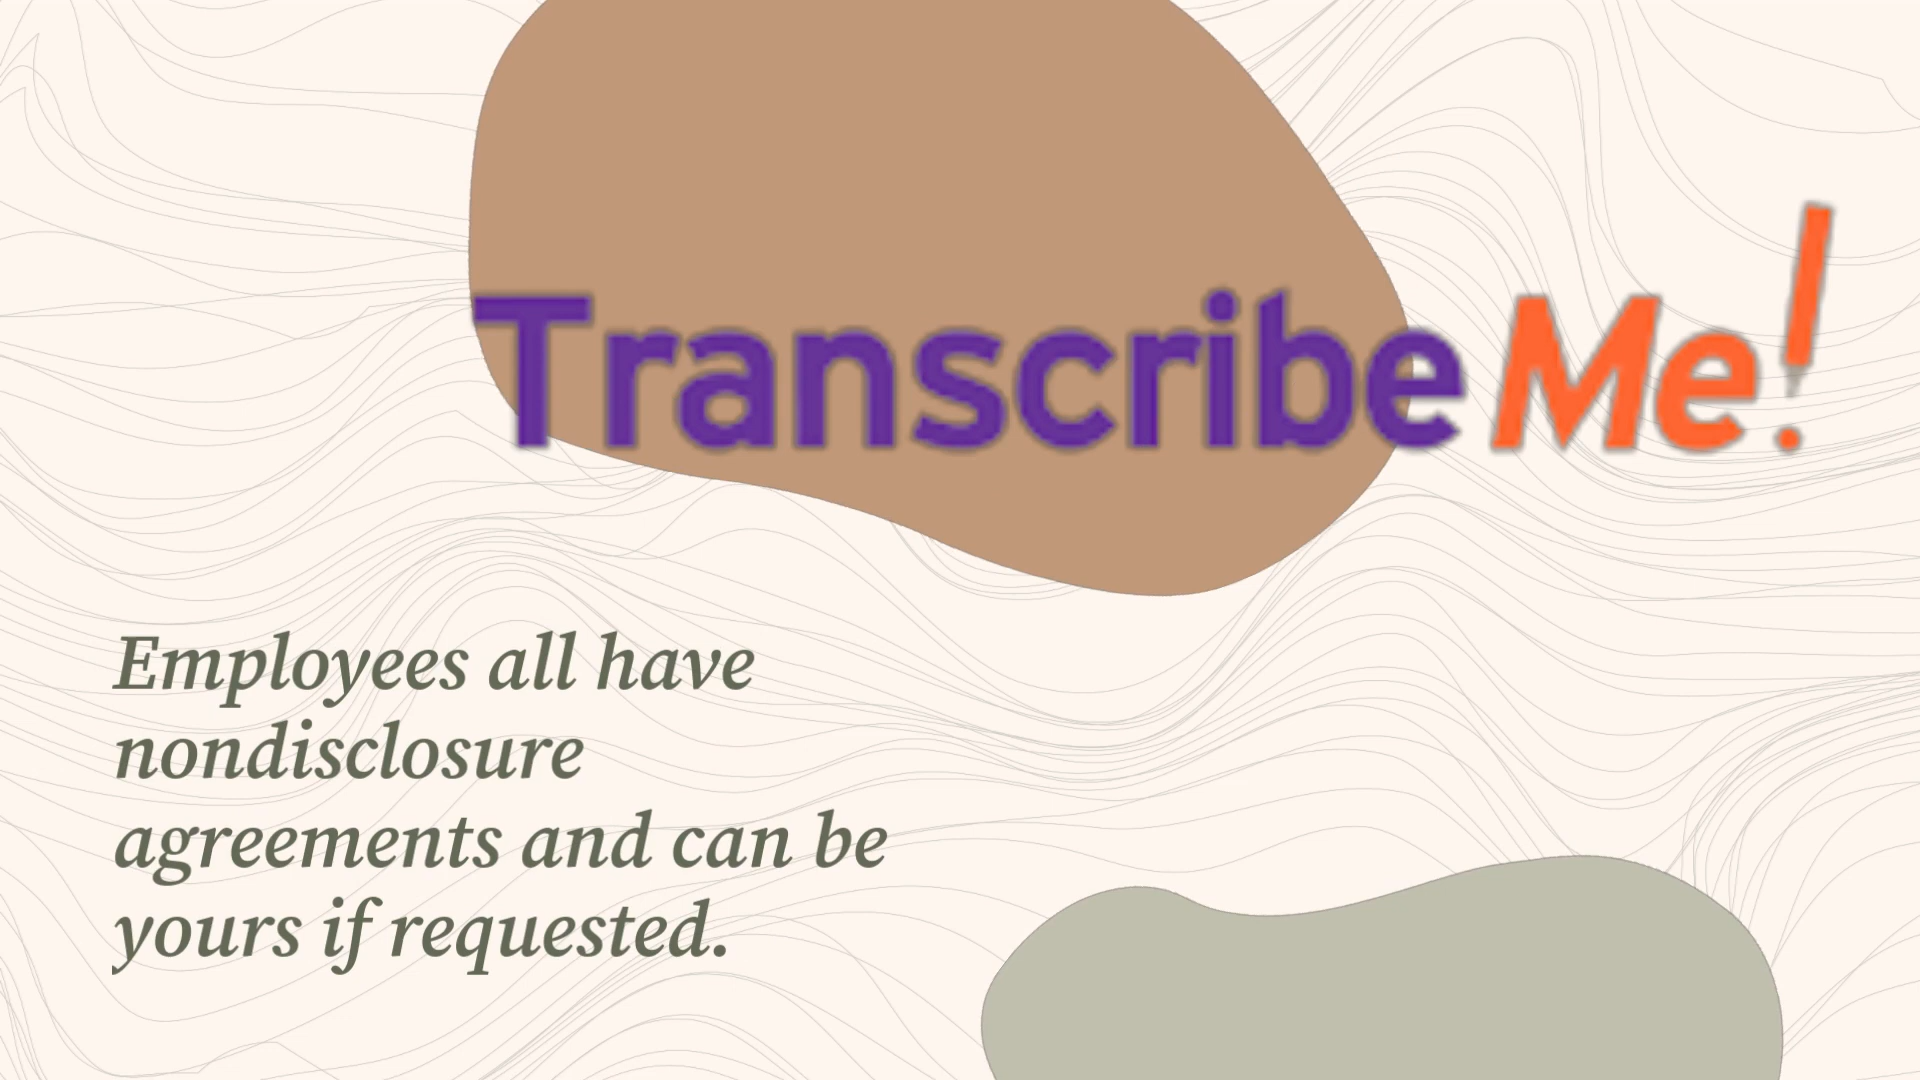 TranscribeMe!
Employees all have
nondisclosure
agreements and can be
yours if requested.